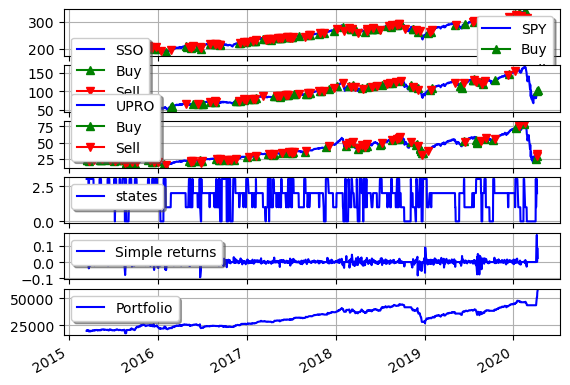 300
200
SPY
Buy
SSO
Buy
Sell
150
100
50
UPRO
Buy
Sell
75
50
25
2.5
0.0
states
0.1
0.0
−0.1
Simple returns
50000
25000
Portfolio
2015
2016
2017
2018
2019
2020